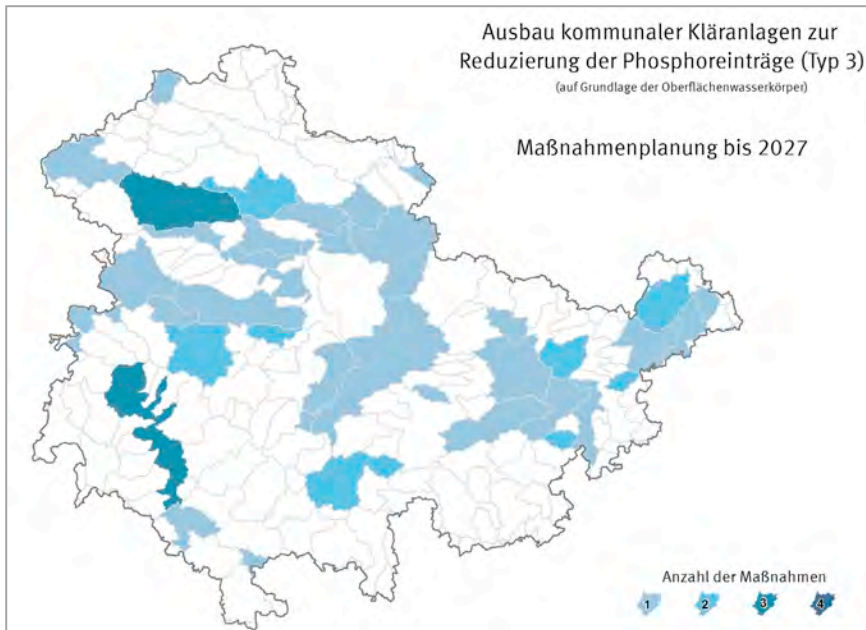 Ausbau kommunaler Kläranlagen zur
Reduzierung der Phosphoreinträge (Typ 3)
(auf Grundlage der Oberflächenwasserkörper)
Maßnahmenplanung bis 2027
Anzahl der Maßnahmen
1 2 3 4